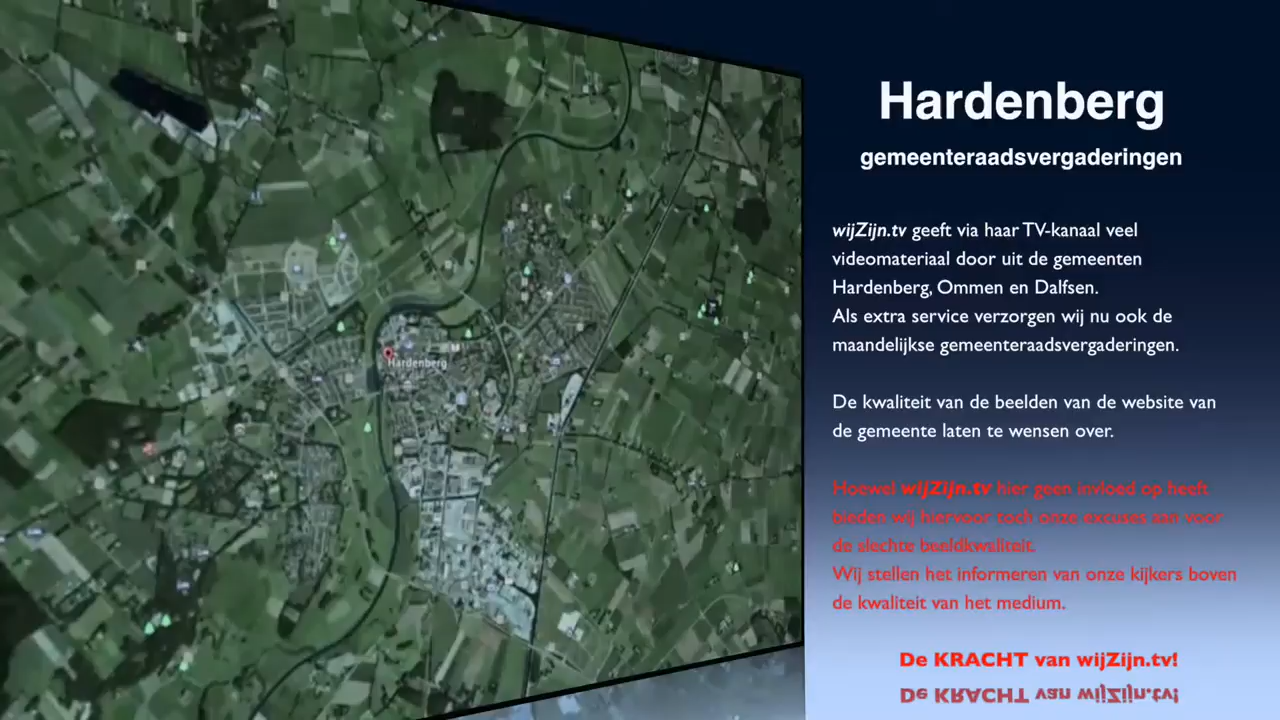 Hardenberg
gemeenteraadsvergaderingen
wijZijn.tv geeft via haar TV-kanaal veel
videomateriaal door uit de gemeenten
Hardenberg, Ommen en Dalfsen.
Als extra service verzorgen wij nu ook de
maandelijkse gemeenteraadsvergaderingen.
De kwaliteit van de beelden van de website van
de gemeente laten te wensen over.
Hoewel wijZijn.tv hier geen invloed op heeft
bieden wij hiervoor toch onze excuses aan voor
de slechte beeldkwaliteit.
Wij stellen het informeren van onze kijkers boven
de kwaliteit van het medium.
De KRACHT van wijZijn.tv!
Hardenberg